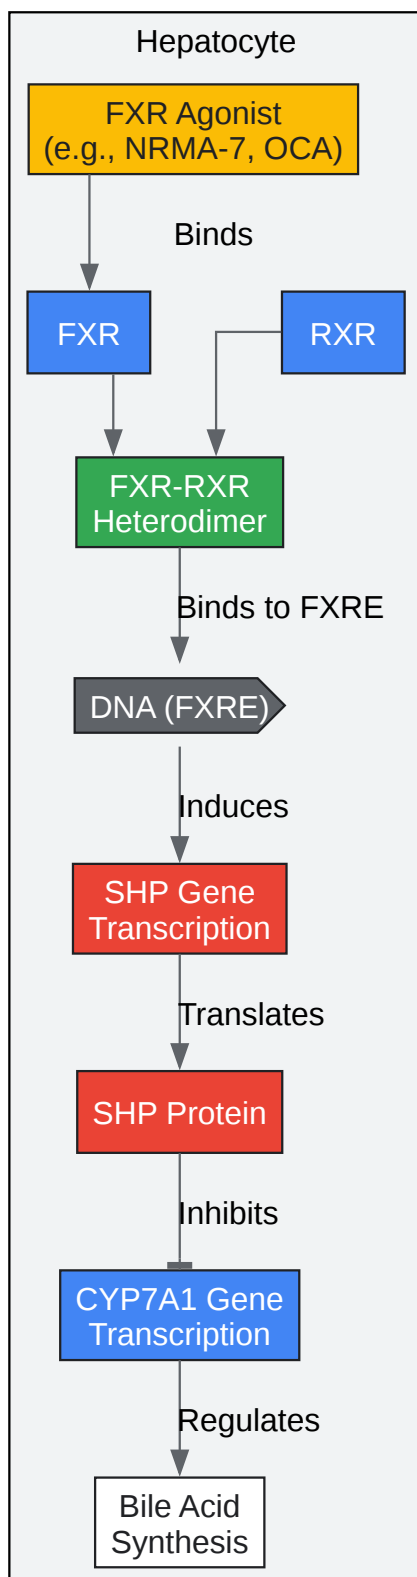 Hepatocyte
FXR Agonist
(e.g., NRMA-7, OCA)
Binds
FXR
RXR
FXR-RXR
Heterodimer
Binds to FXRE
DNA (FXRE)
Induces
SHP Gene
Transcription
Translates
SHP Protein
Inhibits
CYP7A1 Gene
Transcription
Regulates
Bile Acid
Synthesis